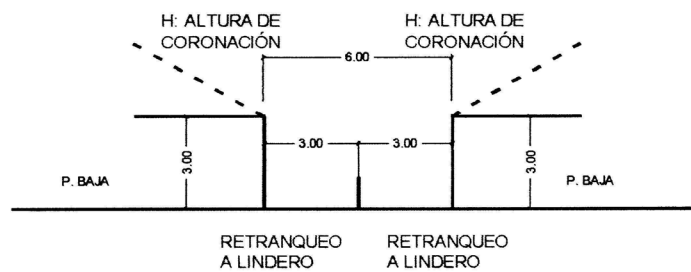 H: ALTURA DE
CORONACIÓN
H: ALTURA DE
CORONACIÓN
6.00
3.00
3.00
3.00
3.00
P. BAJA
P. BAJA
RETRANQUEO
A LINDERO
RETRANQUEO
A LINDERO